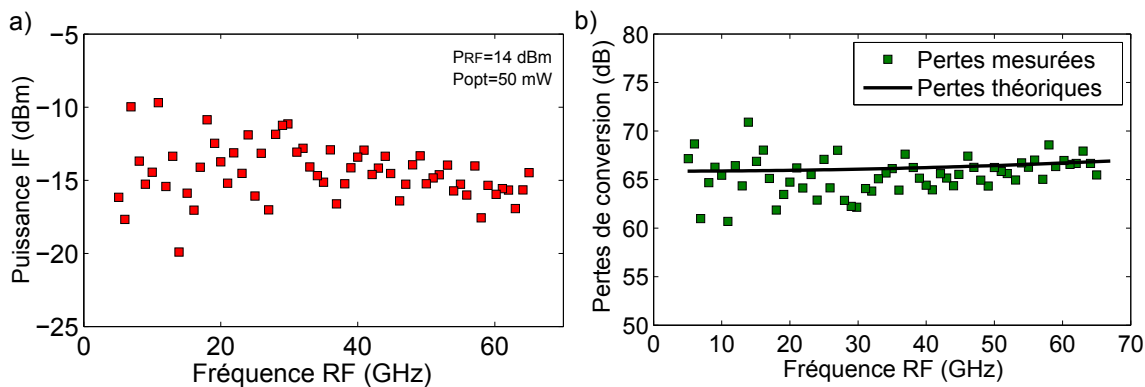 a)
Puissance IF (dBm)
−5
−10
−15
−20
−25
0
20
40
60
Fréquence RF (GHz)
PRF=14 dBm
Popt=50 mW
b)
Pertes de conversion (dB)
80
75
70
65
60
55
50
0
10
20
30
40
50
60
70
Fréquence RF (GHz)
Pertes mesurées
Pertes théoriques